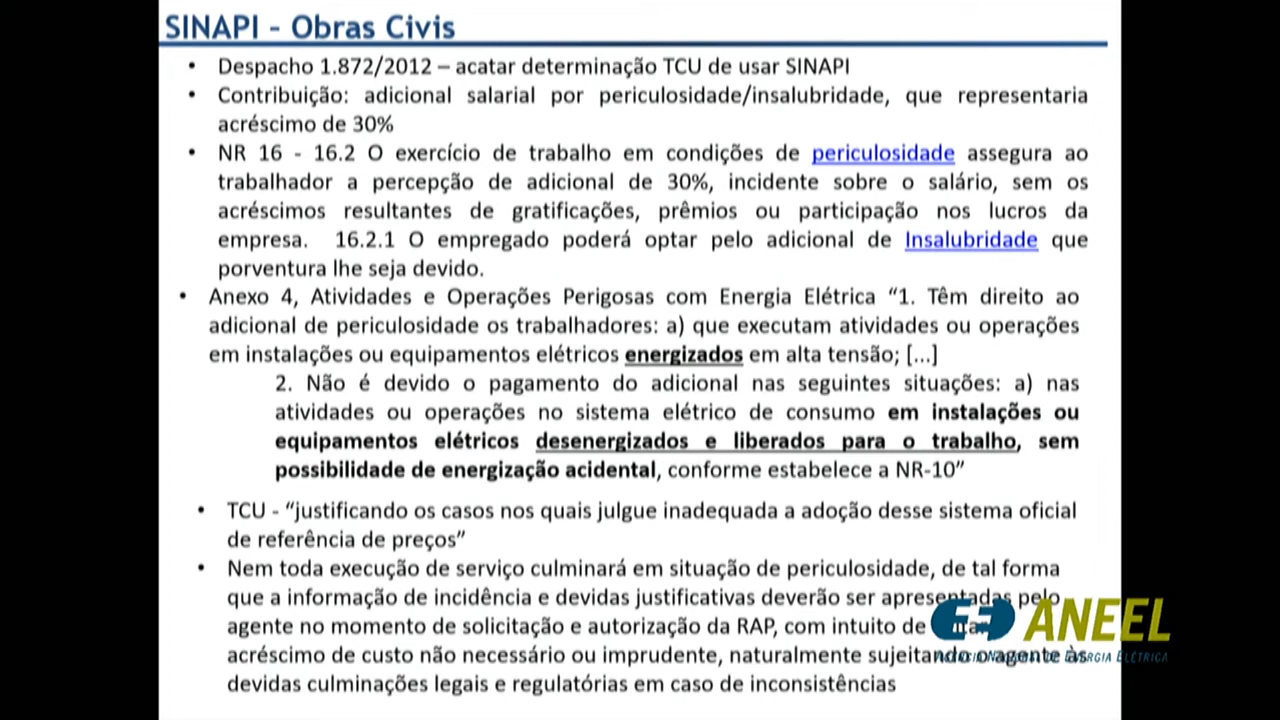 SINAPI - Obras Civis
• Despacho 1.872/2012 – acatar determinação TCU de usar SINAPI
• Contribuição: adicional salarial por periculosidade/insalubridade, que representaria
acréscimo de 30%
• NR 16 - 16.2 O exercício de trabalho em condições de periculosidade assegura ao
trabalhador a percepção de adicional de 30%, incidente sobre o salário, sem os
acréscimos resultantes de gratificações, prêmios ou participação nos lucros da
empresa. 16.2.1 O empregado poderá optar pelo adicional de Insalubridade que
porventura lhe seja devido.
• Anexo 4, Atividades e Operações Perigosas com Energia Elétrica “1. Têm direito ao
adicional de periculosidade os trabalhadores: a) que executam atividades ou operações
em instalações ou equipamentos elétricos energizados em alta tensão; [...]
2. Não é devido o pagamento do adicional nas seguintes situações: a) nas
atividades ou operações no sistema elétrico de consumo em instalações ou
equipamentos elétricos desenergizados e liberados para o trabalho, sem
possibilidade de energização acidental, conforme estabelece a NR-10”
• TCU - “justificando os casos nos quais julgue inadequada a adoção desse sistema oficial
de referência de preços”
• Nem toda execução de serviço culminará em situação de periculosidade, de tal forma
que a informação de incidência e devidas justificativas deverão ser apresentadas pelo
agente no momento de solicitação e autorização da RAP, com intuito de
acréscimo de custo não necessário ou imprudente, naturalmente sujeitando o agente às
devidas culminações legais e regulatórias em caso de inconsistências
ANEEL
Agência Nacional de Energia Elétrica